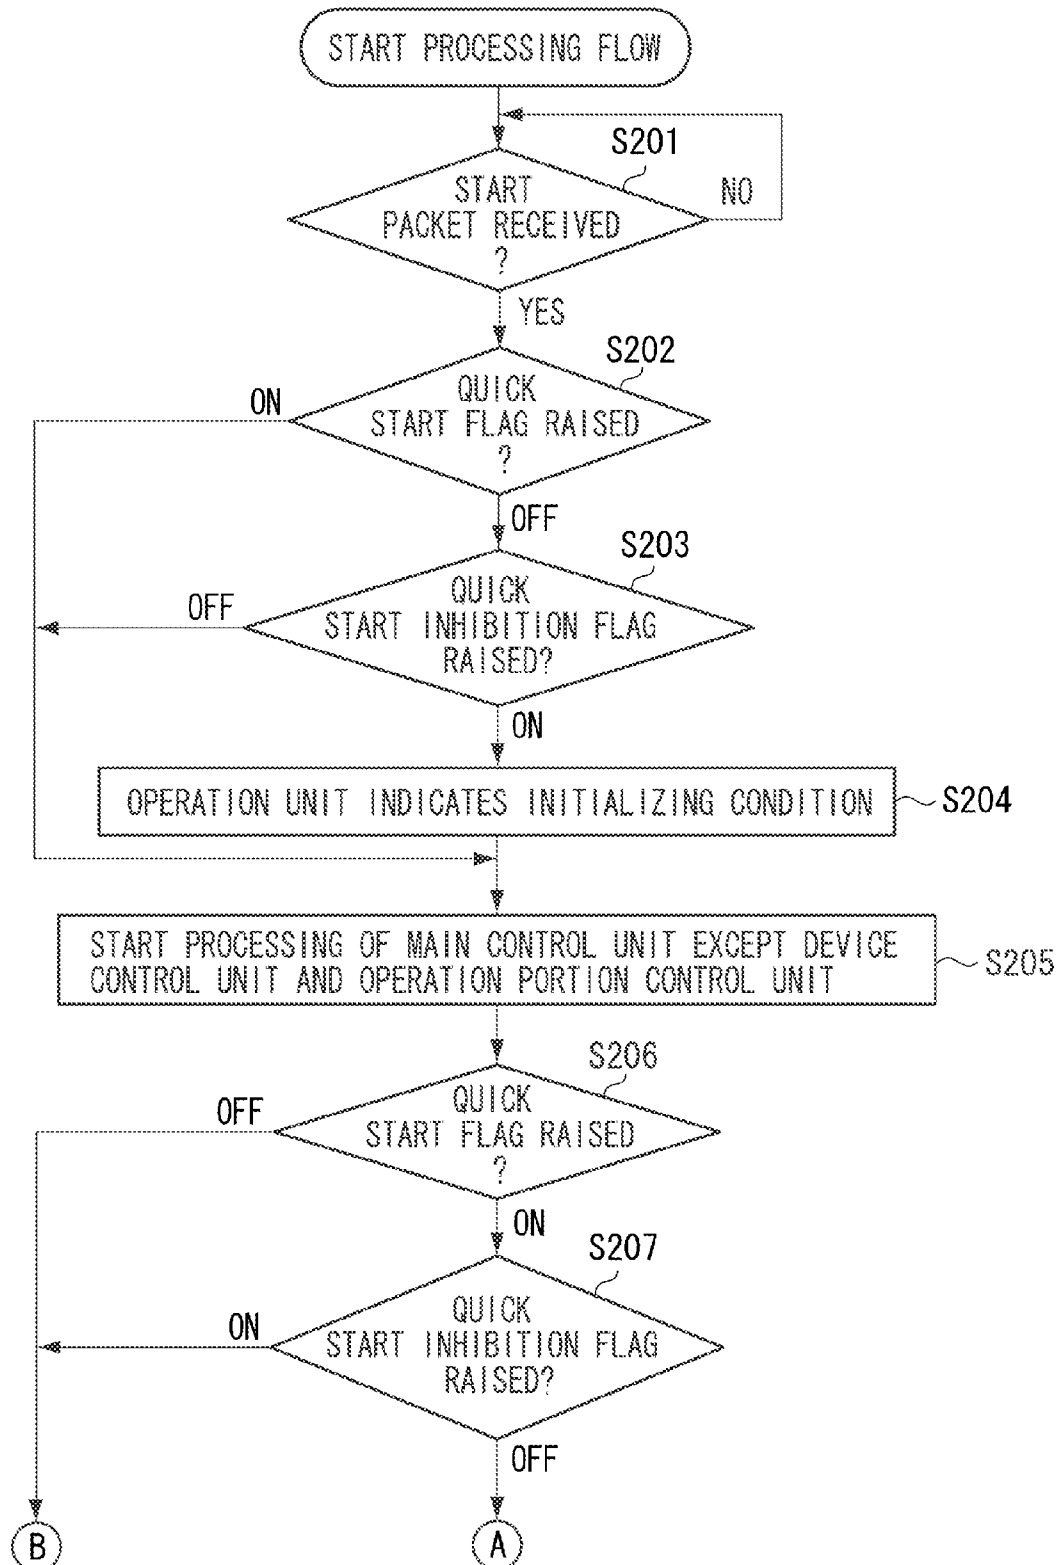 START PROCESSING FLOW
S201
START
PACKET RECEIVED
?
NO
YES
S202
QUICK
START FLAG RAISED
?
ON
OFF
S203
QUICK
START INHIBITION FLAG
RAISED?
OFF
ON
OPERATION UNIT INDICATES INITIALIZING CONDITION
S204
START PROCESSING OF MAIN CONTROL UNIT EXCEPT DEVICE
CONTROL UNIT AND OPERATION PORTION CONTROL UNIT
S205
S206
QUICK
START FLAG RAISED
?
OFF
ON
S207
QUICK
START INHIBITION FLAG
RAISED?
ON
OFF
B
A